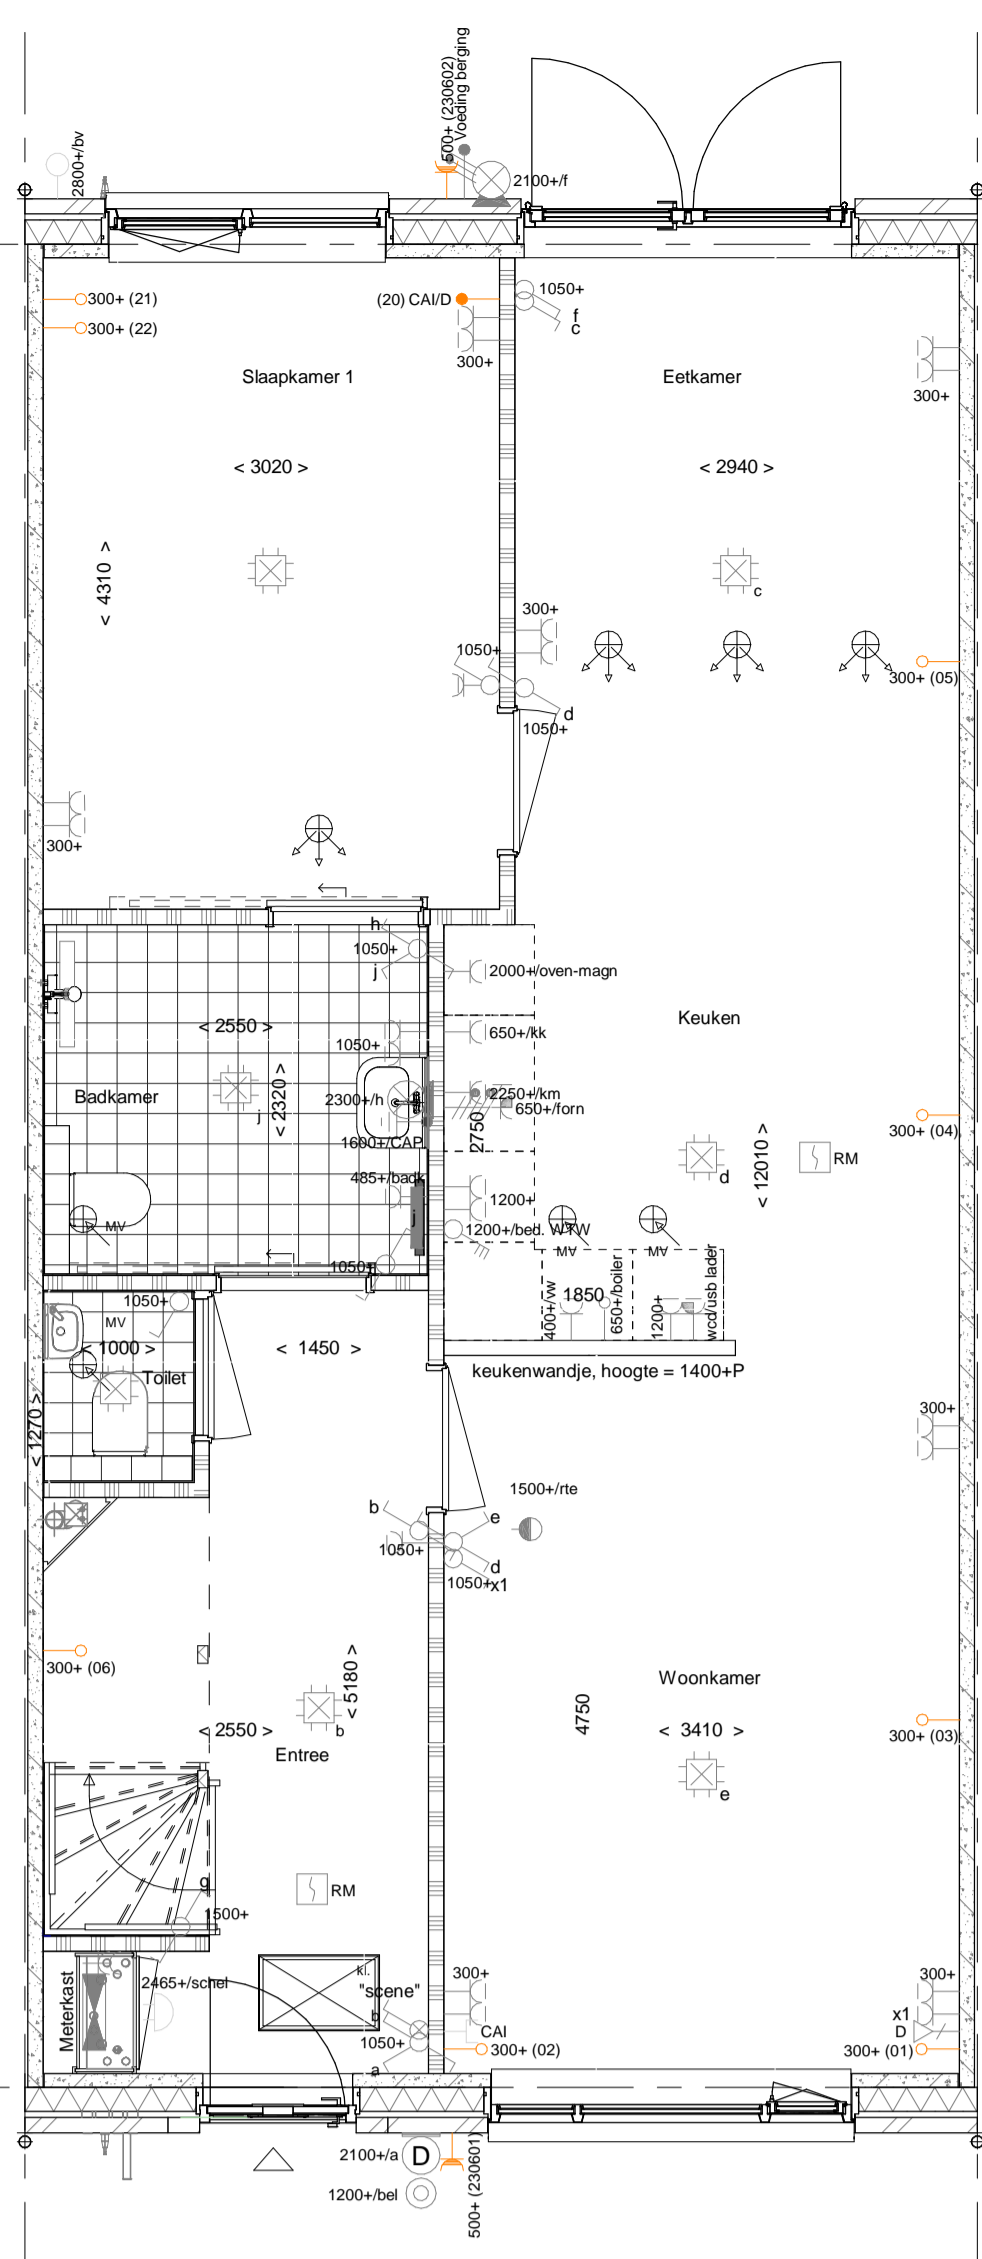 500+ (230602)
Voeding berging
2800+/bv
2100+/f
300+ (21)
(20) CAI/D
1050+
f
c
300+ (22)
300+
300+
Slaapkamer 1
Eetkamer
< 3020 >
< 2940 >
< 4310 >
c
300+
1050+
300+ (05)
d
1050+
300+
h
1050+
j
2000+/oven-magn
Keuken
< 2550 >
650+/kk
1050+
Badkamer
j
< 2320 >
2300+/h
2250+/km
650+/forn
2750
300+ (04)
1600+/CAP
< 12010 >
RM
485+/badk
d
1200+
MV
1200+/bed. WTW
MV
MV
1050+
400+/vw
1850
650+/boiler
1200+
wcd/usb lader
1050+
MV
< 1000 >
< 1450 >
Toilet
keukenwandje, hoogte = 1400+P
< 1270 >
300+
1500+/rte
b
e
1050+
d
1050+
x1
300+ (06)
Woonkamer
< 5180 >
4750
< 2550 >
b
< 3410 >
300+ (03)
Entree
e
g
RM
1500+
Meterkast
2465+/schel
kl.
"scene"
300+
300+
b
x1
CAI
D
1050+
300+ (02)
300+ (01)
a
2100+/a
D
1200+/bel
500+ (230601)